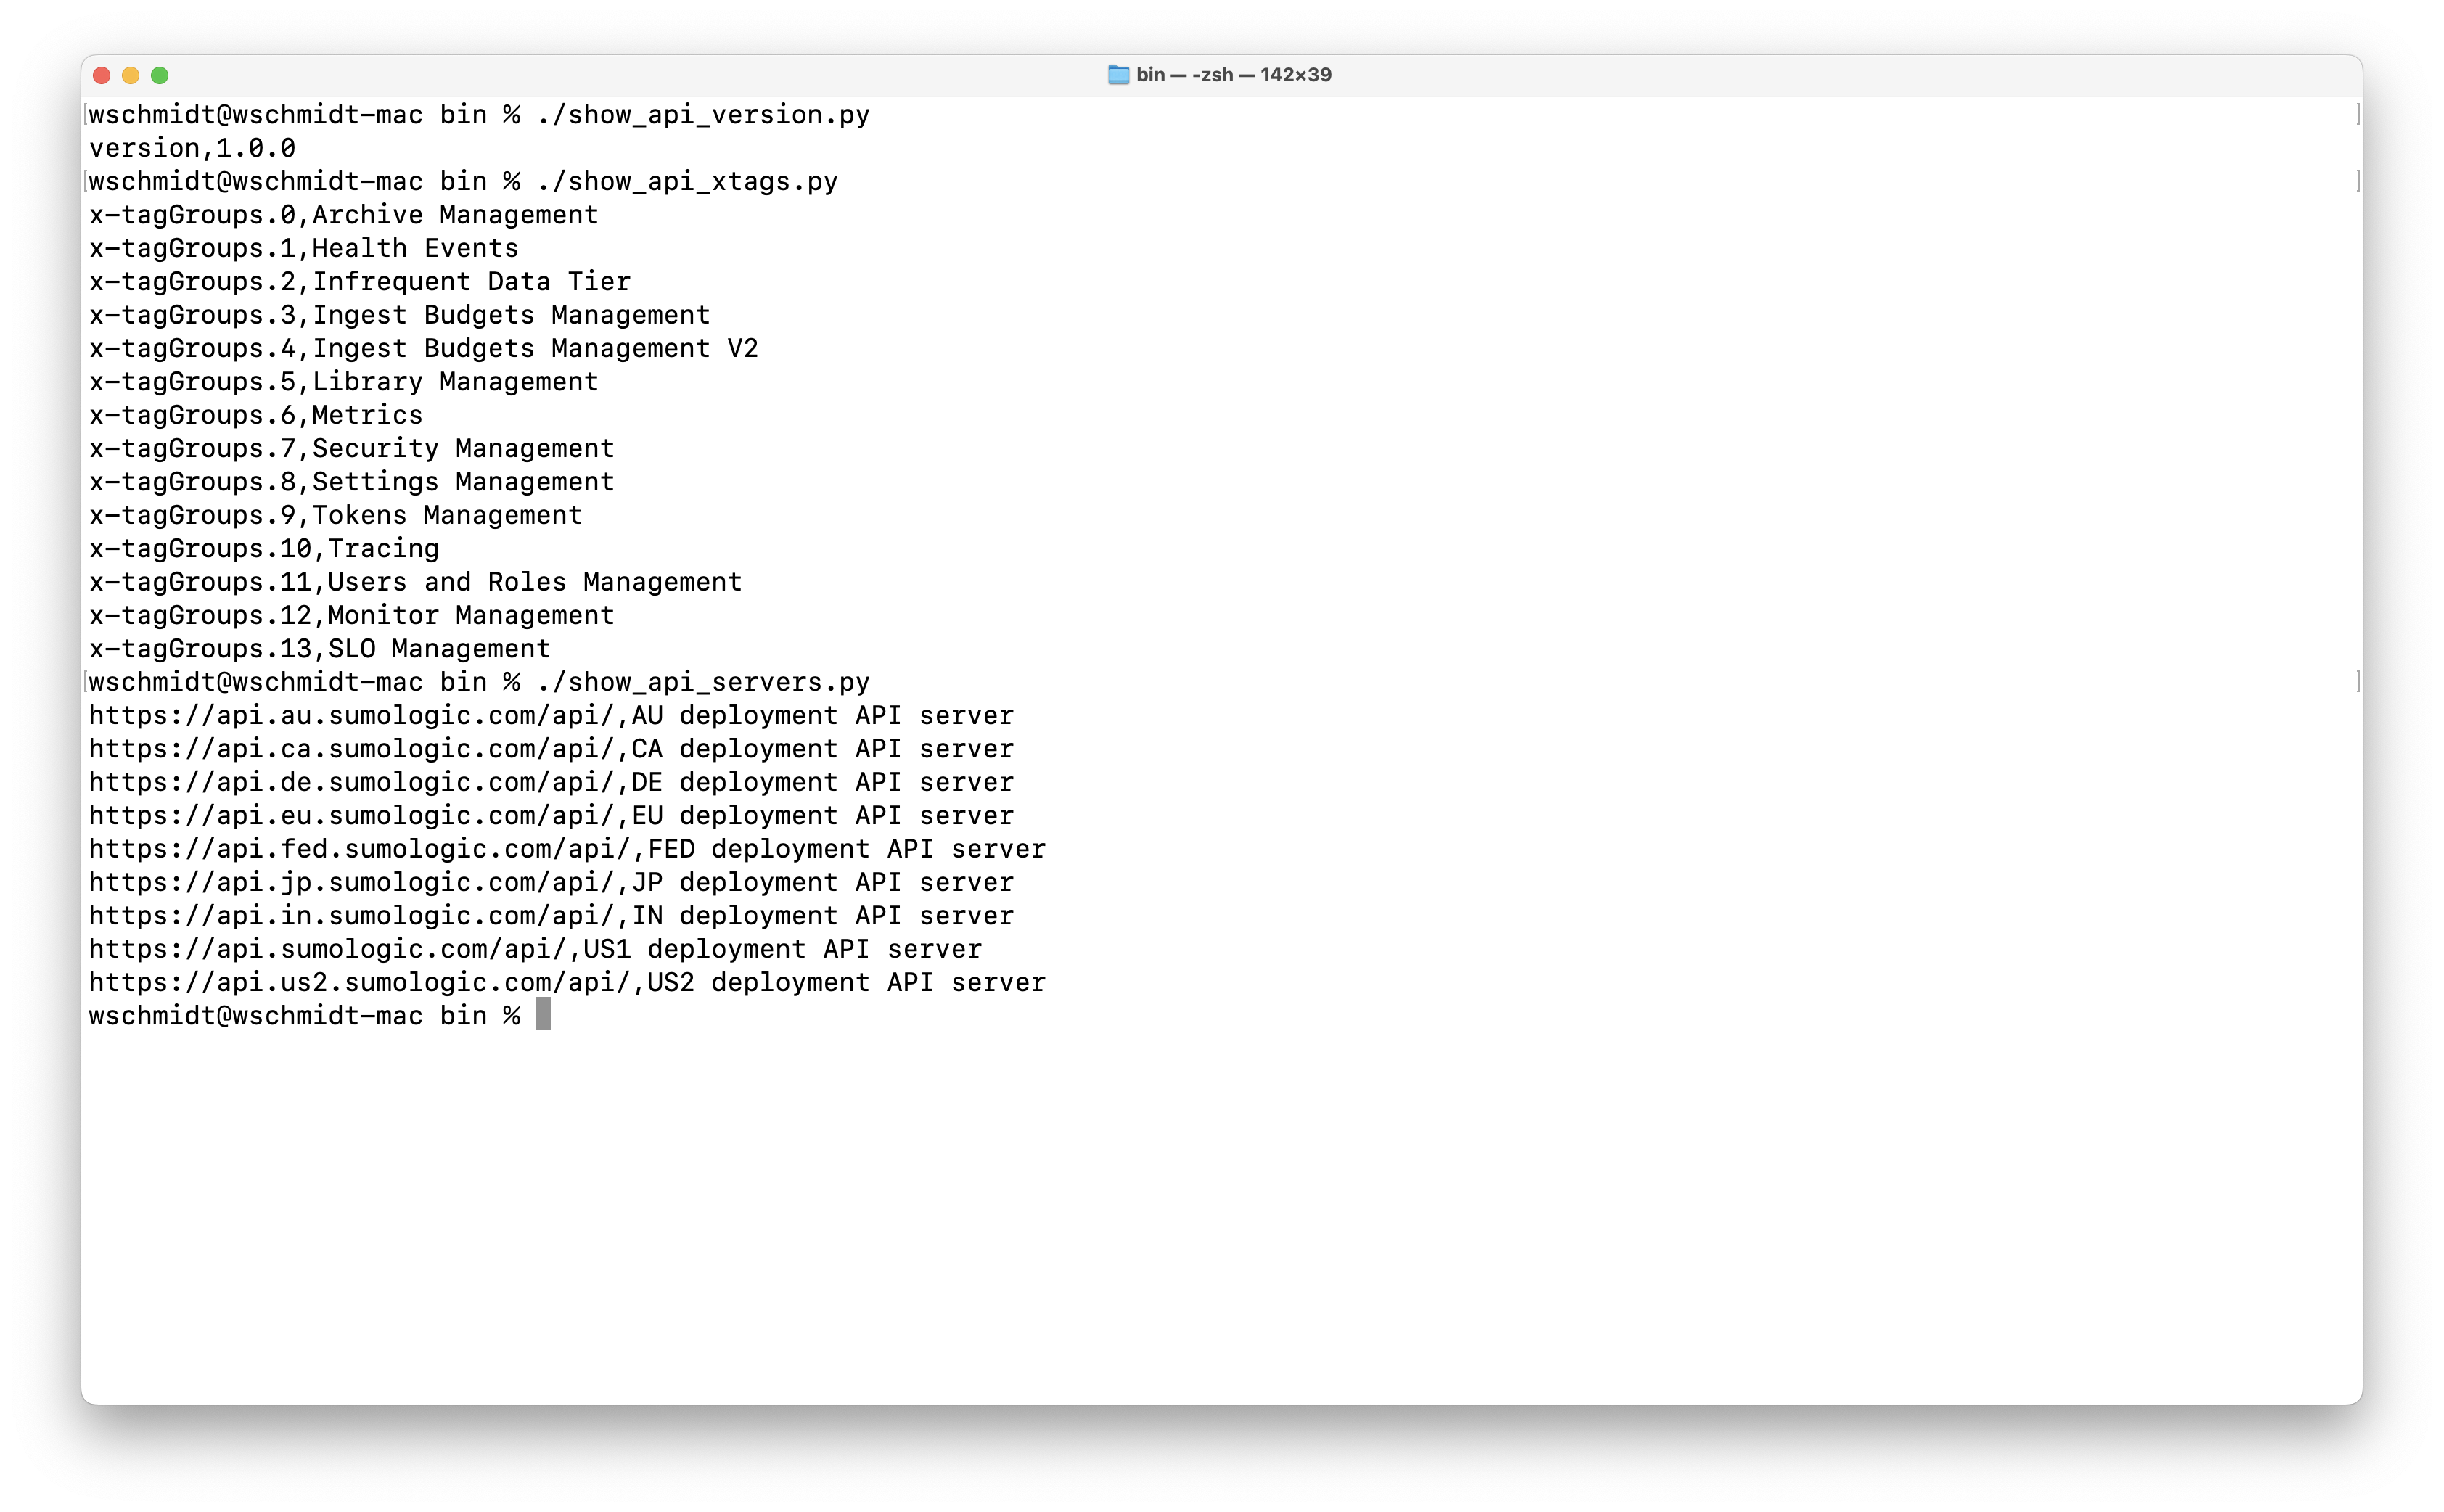 bin — -zsh — 142×39
wschmidt@wschmidt-mac bin % ./show_api_version.py
version,1.0.0
wschmidt@wschmidt-mac bin % ./show_api_xtags.py
x-tagGroups.0,Archive Management
x-tagGroups.1,Health Events
x-tagGroups.2,Infrequent Data Tier
x-tagGroups.3,Ingest Budgets Management
x-tagGroups.4,Ingest Budgets Management V2
x-tagGroups.5,Library Management
x-tagGroups.6,Metrics
x-tagGroups.7,Security Management
x-tagGroups.8,Settings Management
x-tagGroups.9,Tokens Management
x-tagGroups.10,Tracing
x-tagGroups.11,Users and Roles Management
x-tagGroups.12,Monitor Management
x-tagGroups.13,SLO Management
wschmidt@wschmidt-mac bin % ./show_api_servers.py
https://api.au.sumologic.com/api/,AU deployment API server
https://api.ca.sumologic.com/api/,CA deployment API server
https://api.de.sumologic.com/api/,DE deployment API server
https://api.eu.sumologic.com/api/,EU deployment API server
https://api.fed.sumologic.com/api/,FED deployment API server
https://api.jp.sumologic.com/api/,JP deployment API server
https://api.in.sumologic.com/api/,IN deployment API server
https://api.sumologic.com/api/,US1 deployment API server
https://api.us2.sumologic.com/api/,US2 deployment API server
wschmidt@wschmidt-mac bin %